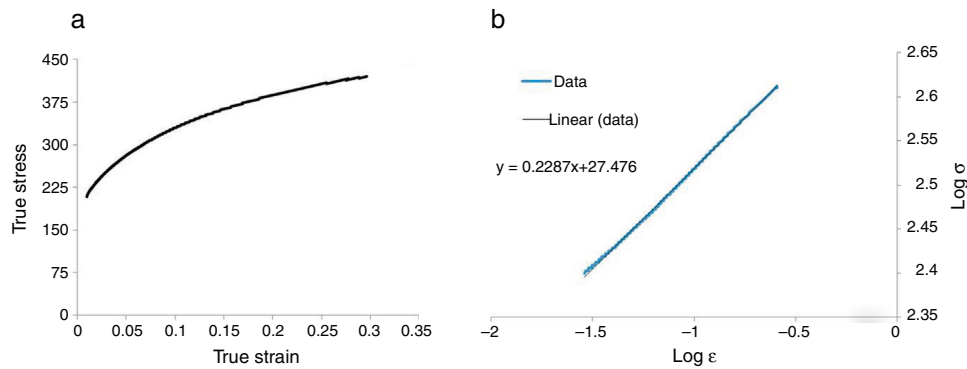 a
450
375
300
225
150
75
0
0 0.05 0.1 0.15 0.2 0.25 0.3 0.35
True stress
True strain
b
Data
Linear (data)
y = 0.2287x+27.476
2.65
2.6
2.55
2.5
2.45
2.4
2.35
−2 −1.5 −1 −0.5 0
Log σ
Log ε